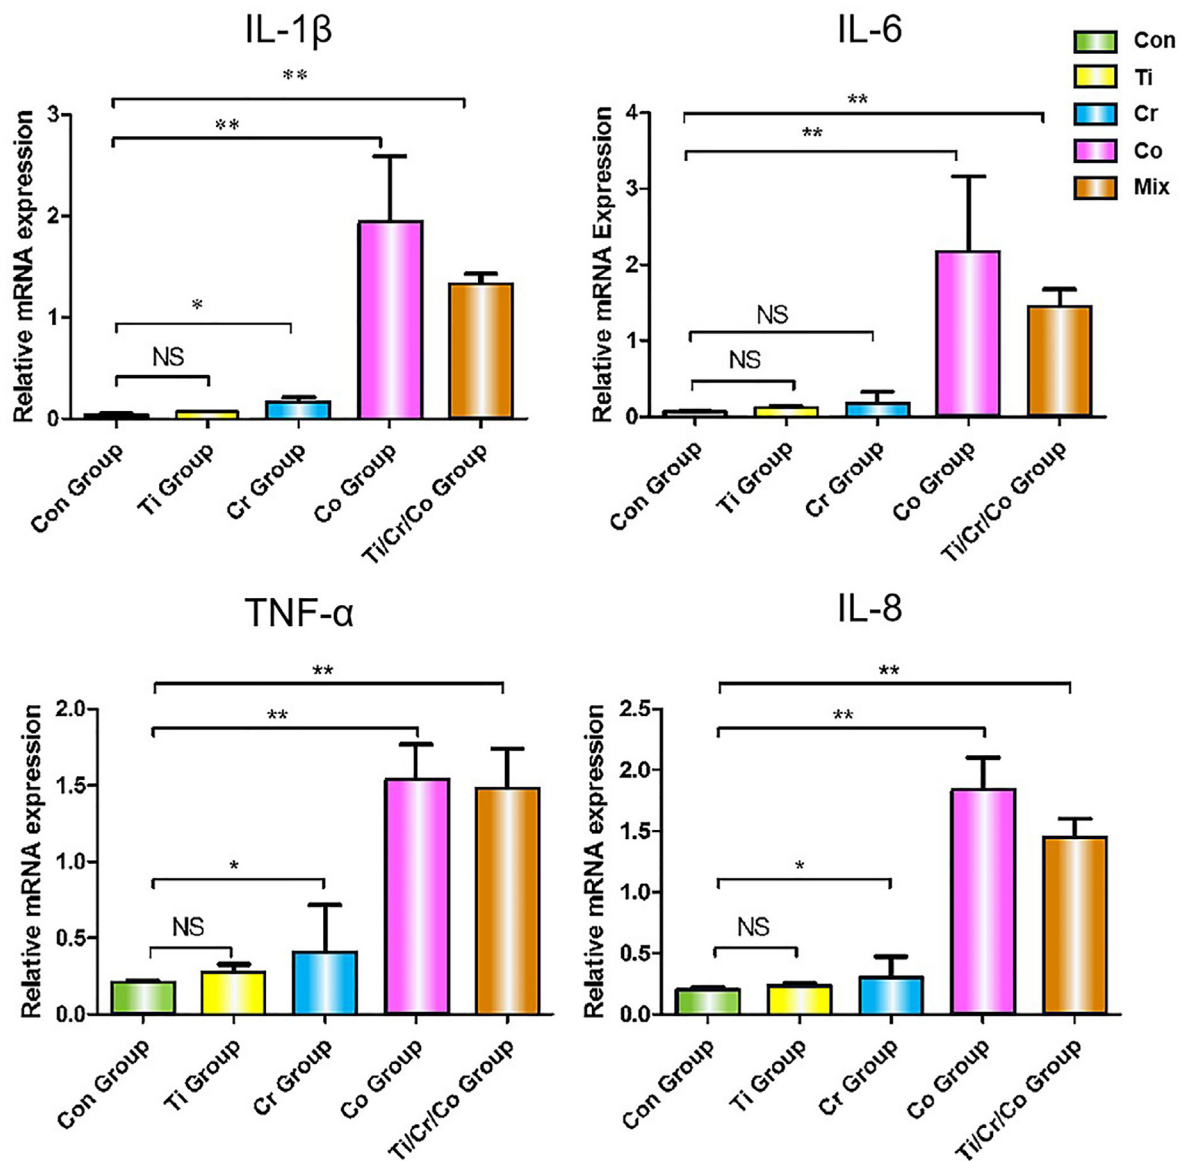 IL-1β
**
**
*
NS
3
2
1
0
Relative mRNA expression
Con Group
Ti Group
Cr Group
Co Group
Ti/Cr/Co Group
IL-6
**
**
NS
NS
4
3
2
1
0
Relative mRNA Expression
Con Group
Ti Group
Cr Group
Co Group
Ti/Cr/Co Group
Con
Ti
Cr
Co
Mix
TNF-α
**
**
*
NS
2.0
1.5
1.0
0.5
0.0
Relative mRNA expression
Con Group
Ti Group
Cr Group
Co Group
Ti/Cr/Co Group
IL-8
**
**
*
NS
2.5
2.0
1.5
1.0
0.5
0.0
Relative mRNA expression
Con Group
Ti Group
Cr Group
Co Group
Ti/Cr/Co Group